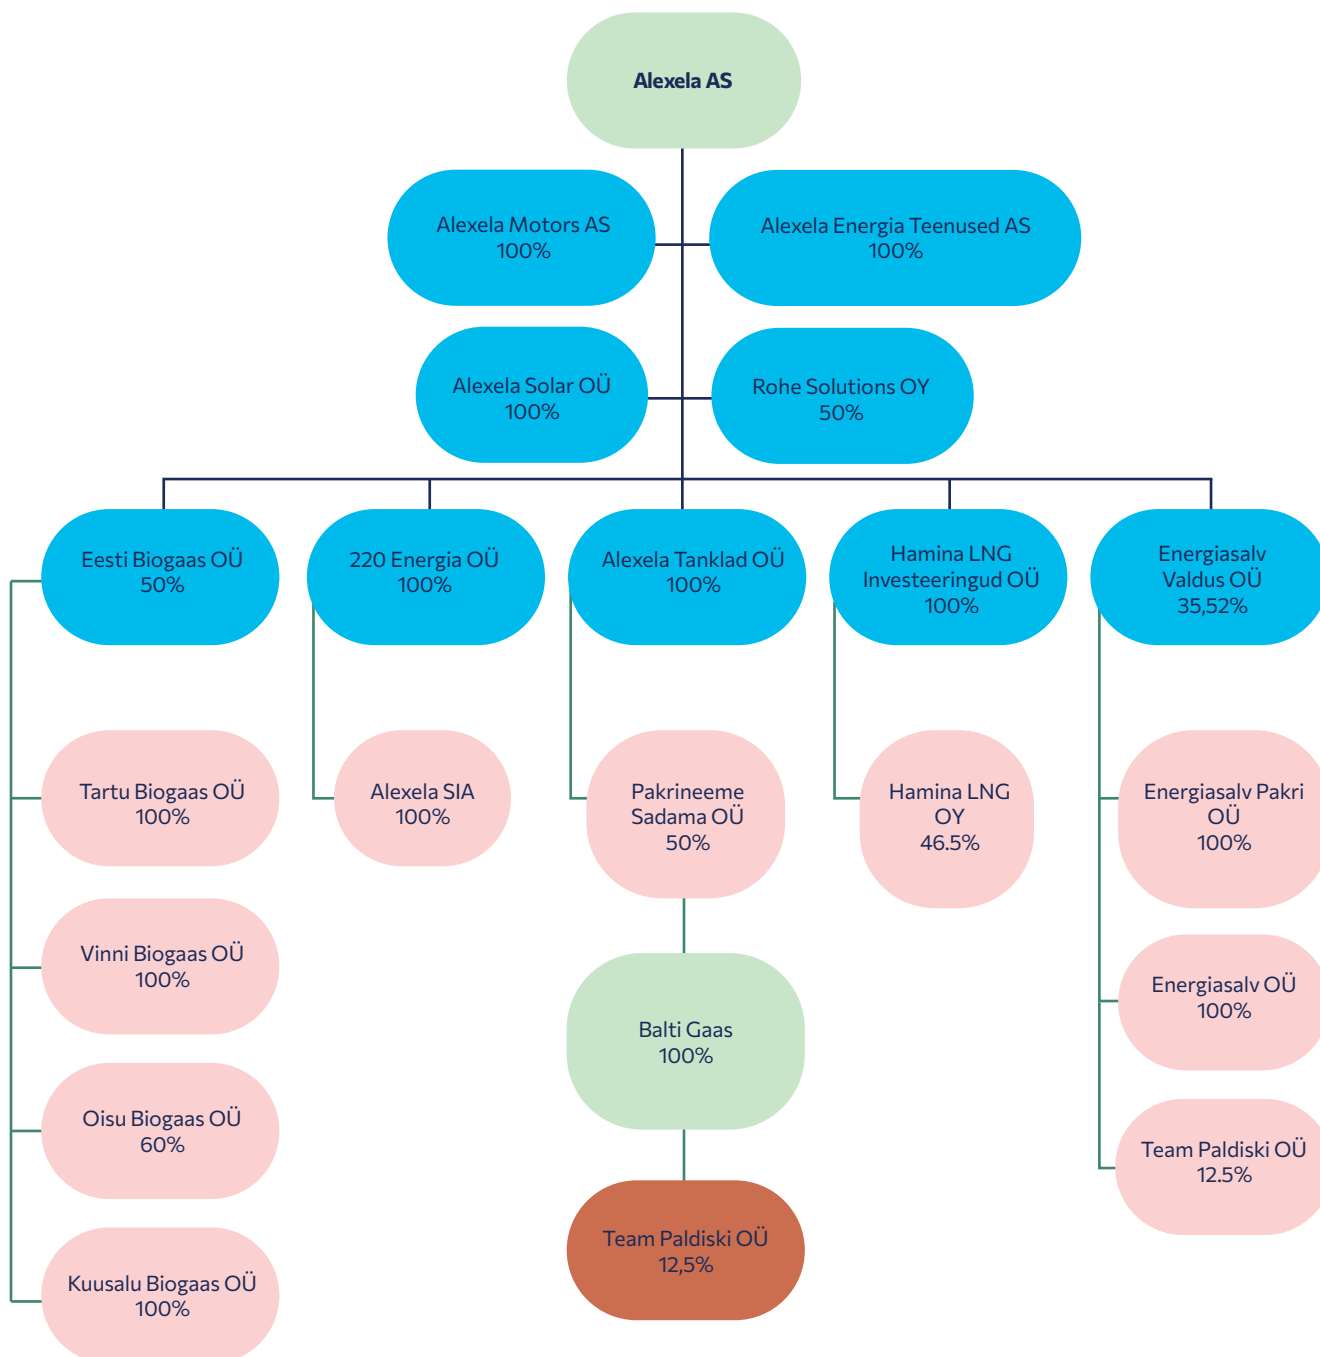 Alexela AS
Alexela Motors AS
100%
Alexela Energia Teenused AS
100%
Alexela Solar OÜ
100%
Rohe Solutions OY
50%
Eesti Biogaas OÜ
50%
220 Energia OÜ
100%
Alexela Tanklad OÜ
100%
Hamina LNG
Investeeringud OÜ
100%
Energiasalv
Valdus OÜ
35,52%
Tartu Biogaas OÜ
100%
Alexela SIA
100%
Pakrineeme
Sadama OÜ
50%
Hamina LNG
OY
46.5%
Energiasalv Pakri
OÜ
100%
Vinni Biogaas OÜ
100%
Balti Gaas
100%
Energiasalv OÜ
100%
Oisu Biogaas OÜ
60%
Team Paldiski OÜ
12.5%
Kuusalu Biogaas OÜ
100%
Team Paldiski OÜ
12,5%